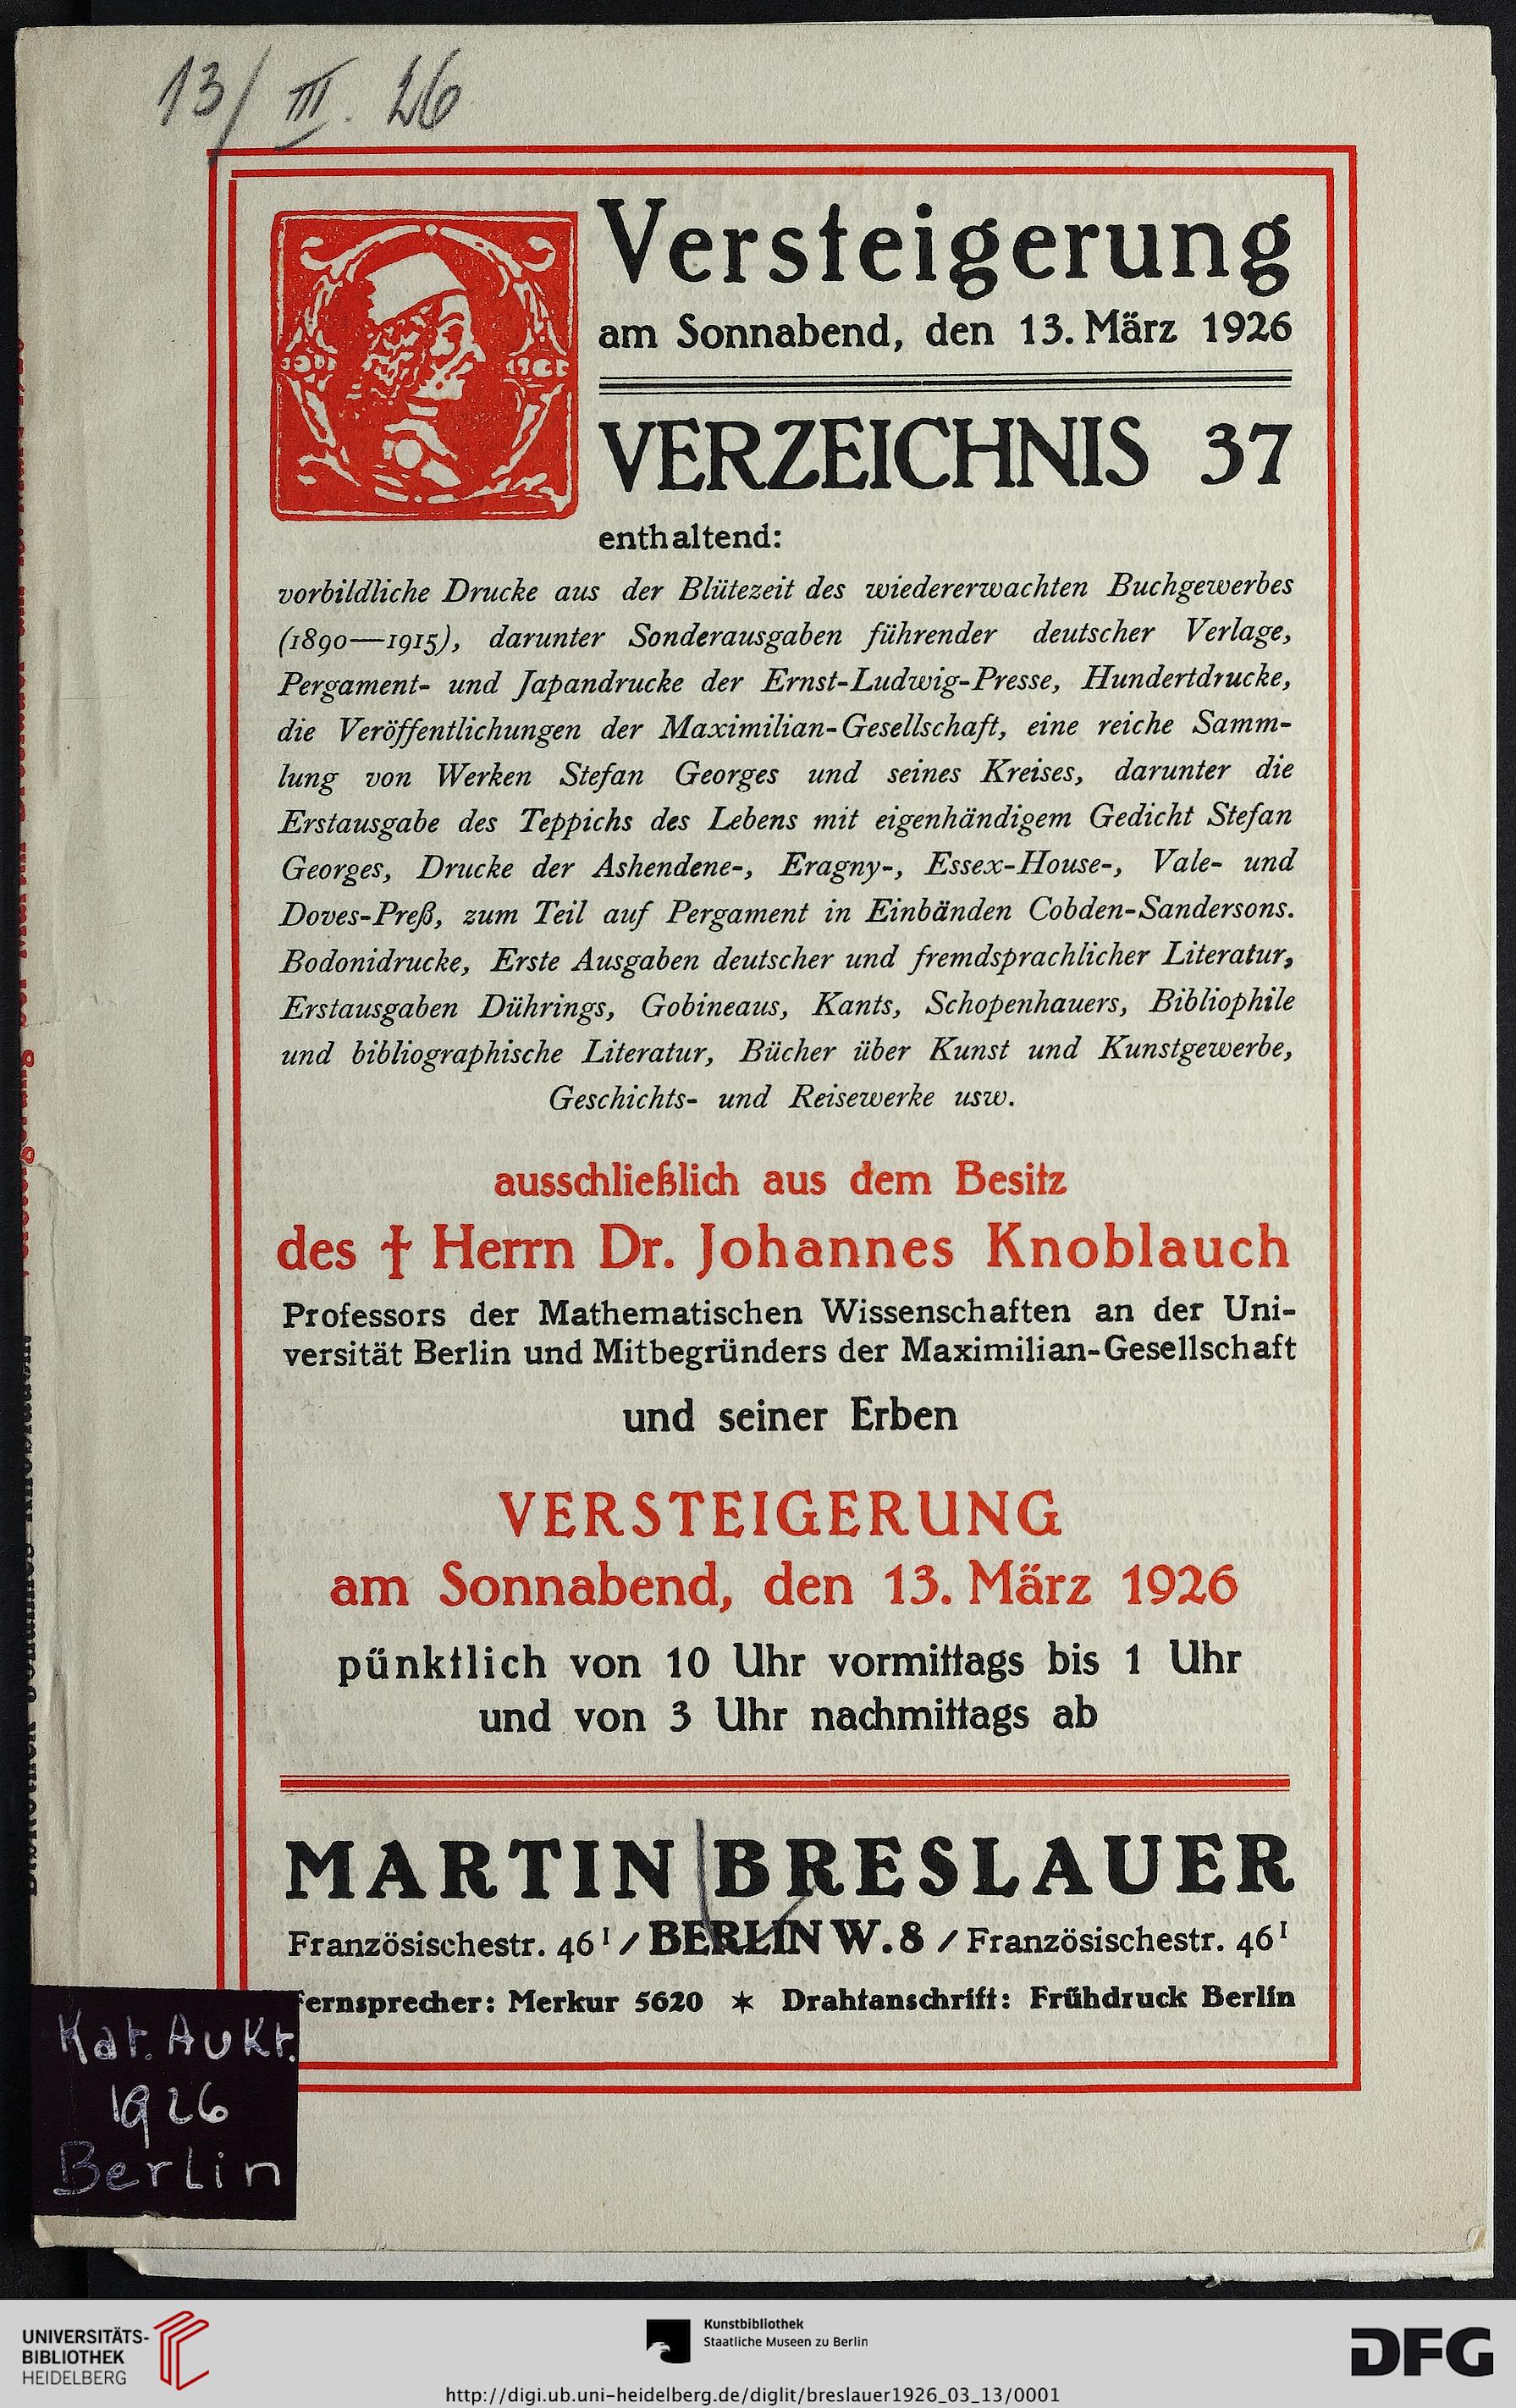 13/III. 26
Versteigerung
am Sonnabend, den 13. März 1926
VERZEICHNIS 37
enthaltend:
vorbildliche Drucke aus der Blütezeit des wiedererwachten Buchgewerbes
(1890—1915), darunter Sonderausgaben führender deutscher Verlage,
Pergament- und Japandrucke der Ernst-Ludwig-Presse, Hundertdrucke,
die Veröffentlichungen der Maximilian-Gesellschaft, eine reiche Samm-
lung von Werken Stefan Georges und seines Kreises, darunter die
Erstausgabe des Teppichs des Lebens mit eigenhändigem Gedicht Stefan
Georges, Drucke der Ashendene-, Eragny-, Essex-House-, Vale- und
Doves-Preß, zum Teil auf Pergament in Einbänden Cobden-Sandersons.
Bodonidrucke, Erste Ausgaben deutscher und fremdsprachlicher Literatur,
Erstausgaben Dührings, Gobineaus, Kants, Schopenhauers, Bibliophile
und bibliographische Literatur, Bücher über Kunst und Kunstgewerbe,
Geschichts- und Reisewerke usw.
ausschließlich aus dem Besitz
des † Herrn Dr. Johannes Knoblauch
Professors der Mathematischen Wissenschaften an der Uni-
versität Berlin und Mitbegründers der Maximilian-Gesellschaft
und seiner Erben
VERSTEIGERUNG
am Sonnabend, den 13. März 1926
pünktlich von 10 Uhr vormittags bis 1 Uhr
und von 3 Uhr nachmittags ab
MARTIN BRESLAUER
Französischestr. 46 I / BERLIN W. 8 / Französischestr. 46 I
Fernsprecher: Merkur 5620 * Drahtanschrift: Frühdruck Berlin
Kat. Aukt.
1926
Berlin
UNIVERSITÄTS-
BIBLIOTHEK
HEIDELBERG
Kunstbibliothek
Staatliche Museen zu Berlin
DFG
http://digi.ub.uni-heidelberg.de/diglit/breslauer1926_03_13/0001